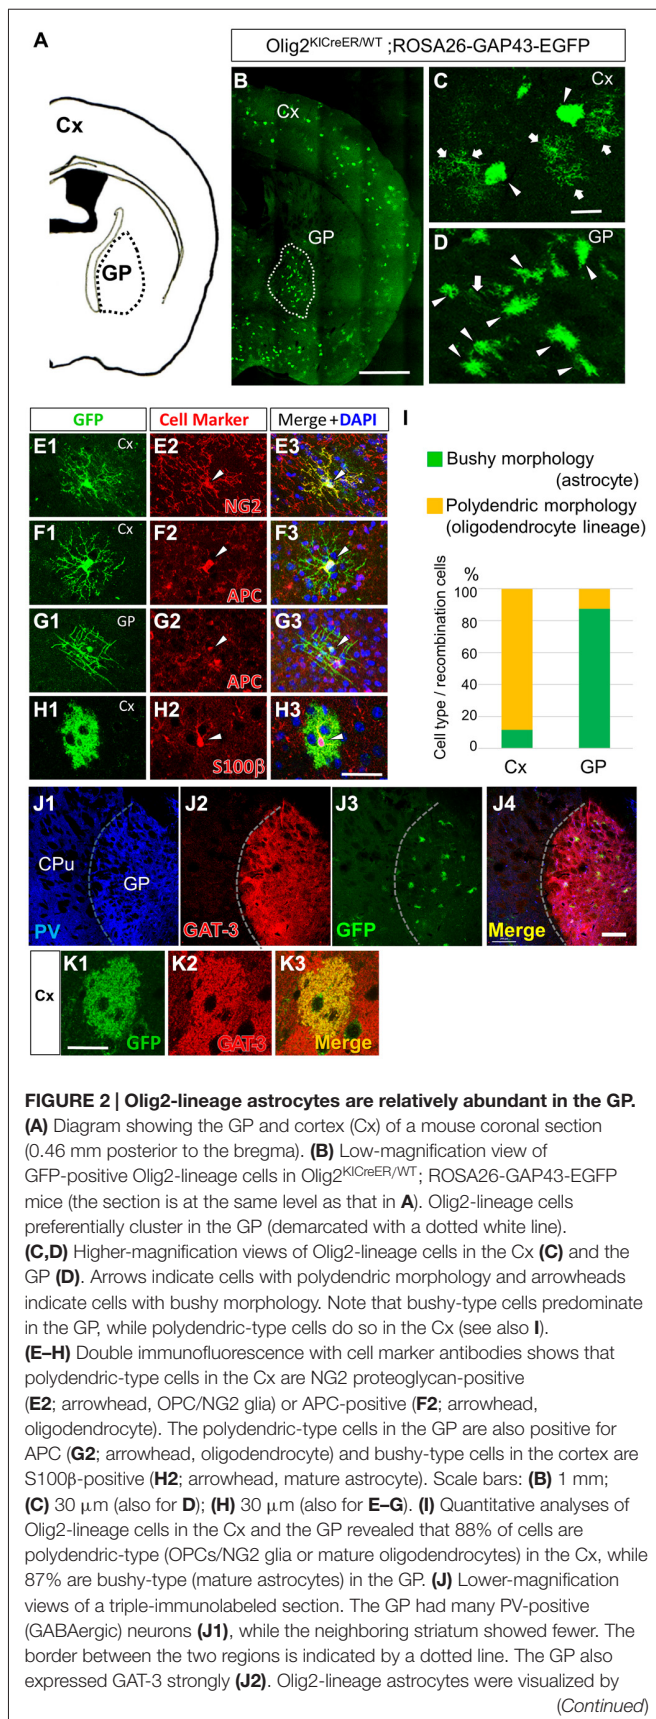 A
Olig2KICreER/WT ;ROSA26-GAP43-EGFP
B
Cx
C
Cx
Cx
GP
GP
D
GP
GFP
Cell Marker
Merge +DAPI
I
E1
Cx
E2
NG2
E3
F1
Cx
F2
APC
F3
G1
GP
G2
APC
G3
H1
Cx
H2
S100β
H3
Bushy morphology
(astrocyte)
Polydendric morphology
(oligodendrocyte lineage)
%
Cell type / recombination cells
100
80
60
40
20
0
Cx
GP
J1
J2
J3
J4
CPu
GP
PV
GAT-3
GFP
Merge
Cx
K1
K2
K3
GFP
GAT-3
Merge
FIGURE 2 | Olig2-lineage astrocytes are relatively abundant in the GP.
(A) Diagram showing the GP and cortex (Cx) of a mouse coronal section
(0.46 mm posterior to the bregma). (B) Low-magnification view of
GFP-positive Olig2-lineage cells in Olig2KICreER/WT; ROSA26-GAP43-EGFP
mice (the section is at the same level as that in A). Olig2-lineage cells
preferentially cluster in the GP (demarcated with a dotted white line).
(C,D) Higher-magnification views of Olig2-lineage cells in the Cx (C) and the
GP (D). Arrows indicate cells with polydendric morphology and arrowheads
indicate cells with bushy morphology. Note that bushy-type cells predominate
in the GP, while polydendric-type cells do so in the Cx (see also I).
(E–H) Double immunofluorescence with cell marker antibodies shows that
polydendric-type cells in the Cx are NG2 proteoglycan-positive
(E2; arrowhead, OPC/NG2 glia) or APC-positive (F2; arrowhead,
oligodendrocyte). The polydendric-type cells in the GP are also positive for
APC (G2; arrowhead, oligodendrocyte) and bushy-type cells in the cortex are
S100β-positive (H2; arrowhead, mature astrocyte). Scale bars: (B) 1 mm;
(C) 30 μm (also for D); (H) 30 μm (also for E–G). (I) Quantitative analyses of
Olig2-lineage cells in the Cx and the GP revealed that 88% of cells are
polydendric-type (OPCs/NG2 glia or mature oligodendrocytes) in the Cx, while
87% are bushy-type (mature astrocytes) in the GP. (J) Lower-magnification
views of a triple-immunolabeled section. The GP had many PV-positive
(GABAergic) neurons (J1), while the neighboring striatum showed fewer. The
border between the two regions is indicated by a dotted line. The GP also
expressed GAT-3 strongly (J2). Olig2-lineage astrocytes were visualized by
(Continued)